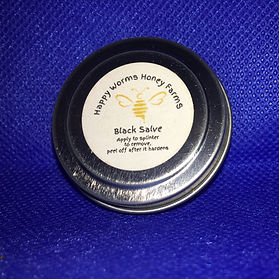 Happy Worms Honey Farms
Black Salve
Apply to splinter
to remove,
peel off after it hardens